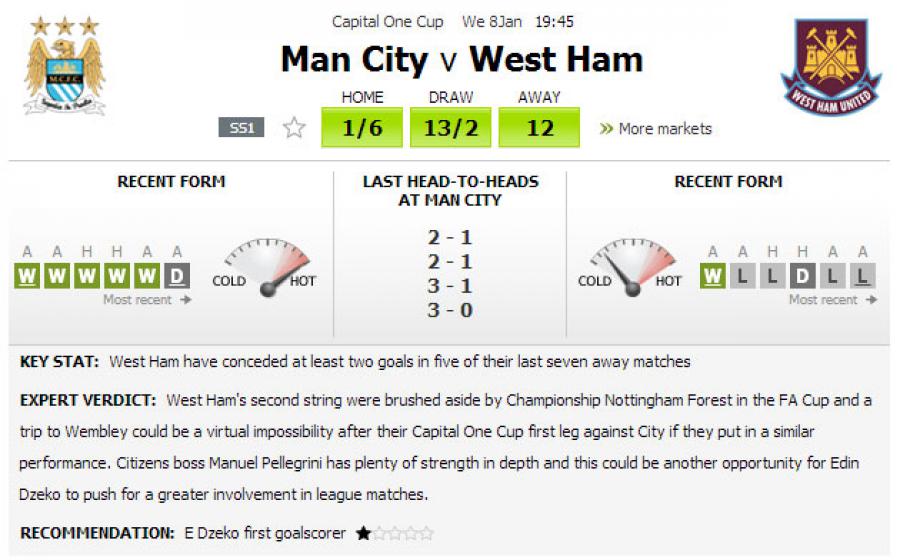 Capital One Cup We 8Jan 19:45
Man City v West Ham
HOME DRAW AWAY
SS1 1/6 13/2 12 More markets
M.C.F.C.
WEST HAM UNITED
RECENT FORM
A A H H A A
W W W W W D
Most recent
COLD HOT
LAST HEAD-TO-HEADS
AT MAN CITY
2 - 1
2 - 1
3 - 1
3 - 0
RECENT FORM
COLD HOT
A A H H A A
W L L D L L
Most recent
KEY STAT: West Ham have conceded at least two goals in five of their last seven away matches
EXPERT VERDICT: West Ham's second string were brushed aside by Championship Nottingham Forest in the FA Cup and a
trip to Wembley could be a virtual impossibility after their Capital One Cup first leg against City if they put in a similar
performance. Citizens boss Manuel Pellegrini has plenty of strength in depth and this could be another opportunity for Edin
Dzeko to push for a greater involvement in league matches.
RECOMMENDATION: E Dzeko first goalscorer